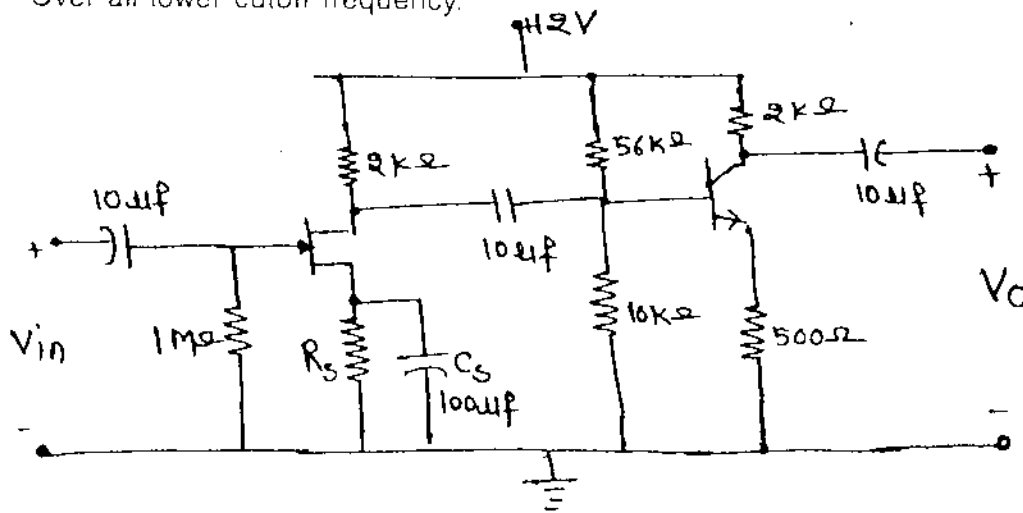 Over all lower cutoff frequency.
+12V
2KΩ
56KΩ
2KΩ
10μf
+
10μf
10μf
+
Vin
1MΩ
Rs
Cs
100μf
10KΩ
500Ω
Vo
-
-